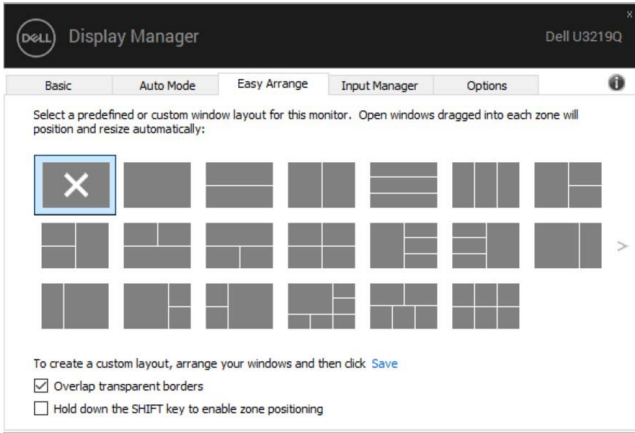 x
DELL Display Manager Dell U3219Q
Basic Auto Mode Easy Arrange Input Manager Options i
Select a predefined or custom window layout for this monitor. Open windows dragged into each zone will
position and resize automatically:
>
To create a custom layout, arrange your windows and then click Save
Overlap transparent borders
Hold down the SHIFT key to enable zone positioning